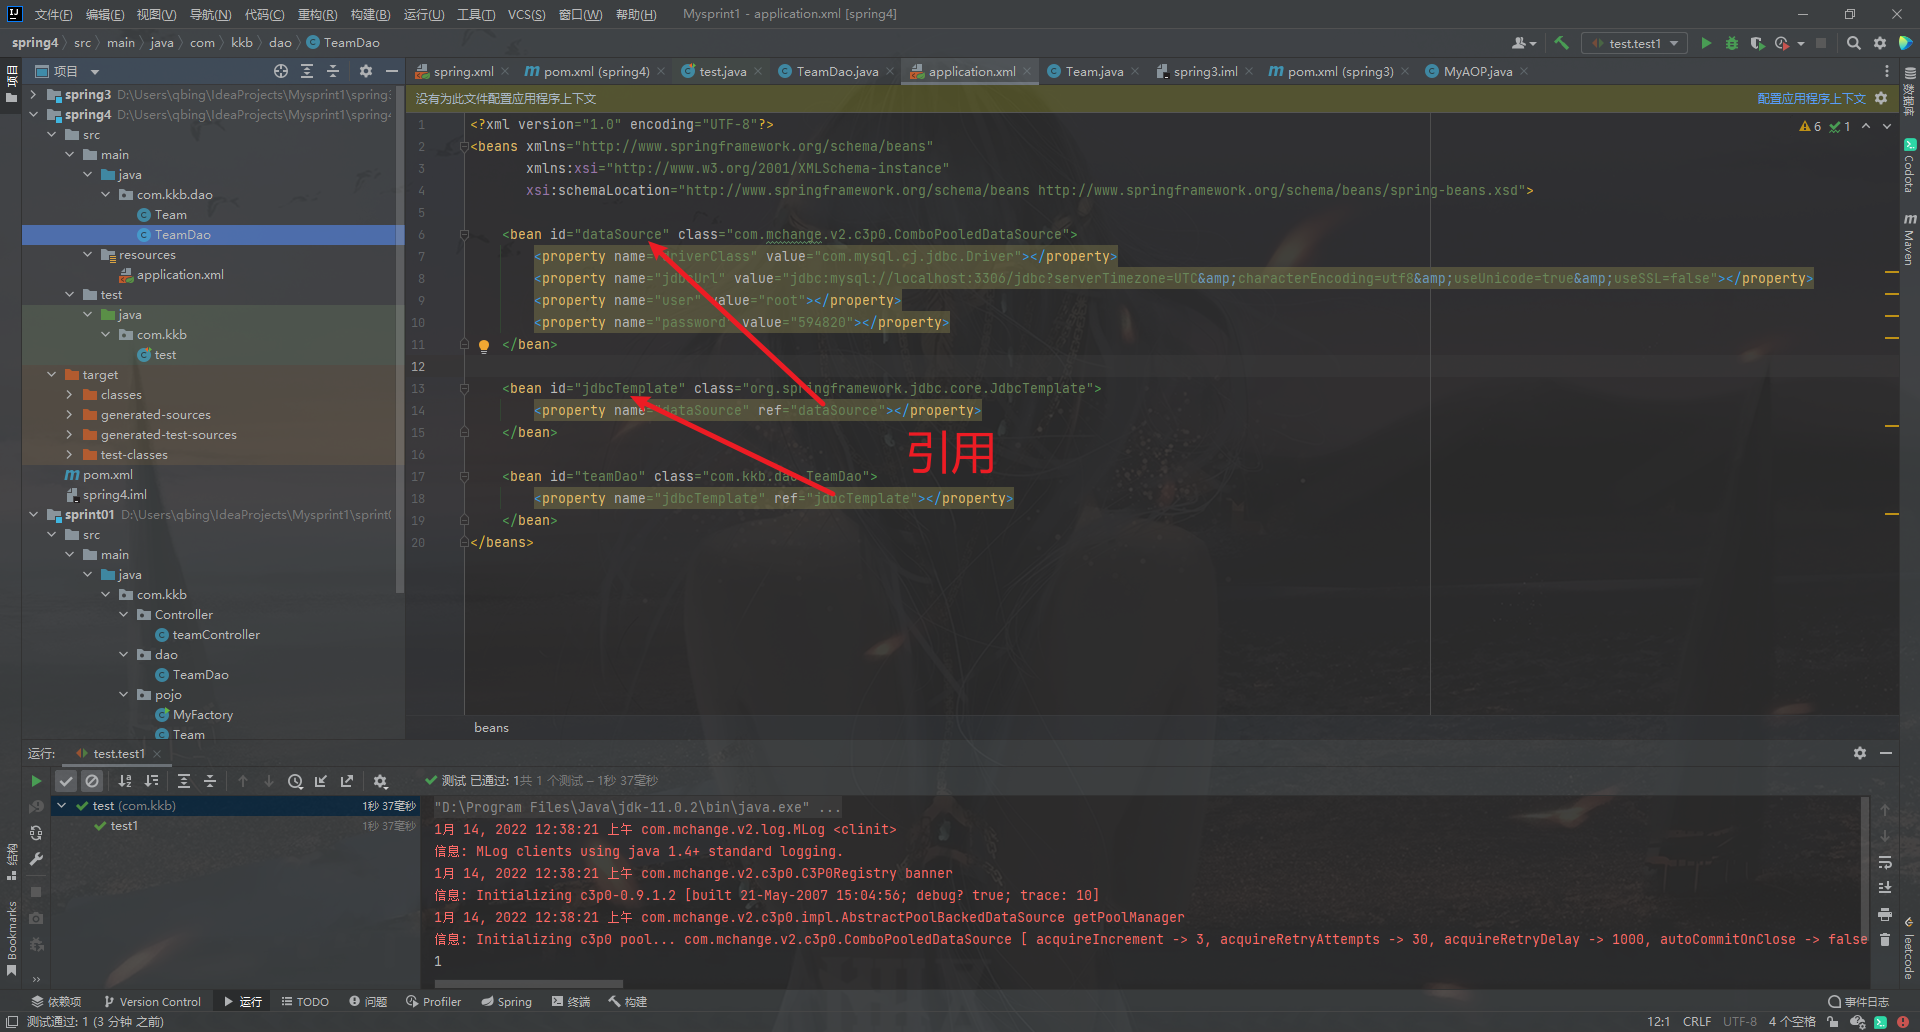 文件(F) 编辑(E) 视图(V) 导航(N) 代码(C) 重构(R) 构建(B) 运行(U) 工具(T) VCS(S) 窗口(W) 帮助(H) Mysprint1 - application.xml [spring4]
spring4 src main java com kkb dao TeamDao test.test1
项目
spring.xml pom.xml (spring4) test.java TeamDao.java application.xml Team.java spring3.iml pom.xml (spring3) MyAOP.java
没有为此文件配置应用程序上下文 配置应用程序上下文
6 1
spring3 D:\Users\qbing\IdeaProjects\Mysprint1\spring3
spring4 D:\Users\qbing\IdeaProjects\Mysprint1\spring4
src
main
java
com.kkb.dao
Team
TeamDao
resources
application.xml
test
java
com.kkb
test
target
classes
generated-sources
generated-test-sources
test-classes
pom.xml
spring4.iml
sprint01 D:\Users\qbing\IdeaProjects\Mysprint1\sprint0
src
main
java
com.kkb
Controller
teamController
dao
TeamDao
pojo
MyFactory
Team
1 <?xml version="1.0" encoding="UTF-8"?>
2 <beans xmlns="http://www.springframework.org/schema/beans"
3 xmlns:xsi="http://www.w3.org/2001/XMLSchema-instance"
4 xsi:schemaLocation="http://www.springframework.org/schema/beans http://www.springframework.org/schema/beans/spring-beans.xsd">
5
6 <bean id="dataSource" class="com.mchange.v2.c3p0.ComboPooledDataSource">
7 <property name="driverClass" value="com.mysql.cj.jdbc.Driver"></property>
8 <property name="jdbcUrl" value="jdbc:mysql://localhost:3306/jdbc?serverTimezone=UTC&amp;characterEncoding=utf8&amp;useUnicode=true&amp;useSSL=false"></property>
9 <property name="user" value="root"></property>
10 <property name="password" value="594820"></property>
11 </bean>
12
13 <bean id="jdbcTemplate" class="org.springframework.jdbc.core.JdbcTemplate">
14 <property name="dataSource" ref="dataSource"></property>
15 </bean>
16
引用
17 <bean id="teamDao" class="com.kkb.dao.TeamDao">
18 <property name="jdbcTemplate" ref="jdbcTemplate"></property>
19 </bean>
20 </beans>
beans
数据库
Codota
Maven
leetcode
结构
Bookmarks
运行: test.test1
测试 已通过: 1共 1 个测试 – 1秒 37毫秒
test (com.kkb) 1秒 37毫秒
test1 1秒 37毫秒
"D:\Program Files\Java\jdk-11.0.2\bin\java.exe" ...
1月 14, 2022 12:38:21 上午 com.mchange.v2.log.MLog <clinit>
信息: MLog clients using java 1.4+ standard logging.
1月 14, 2022 12:38:21 上午 com.mchange.v2.c3p0.C3P0Registry banner
信息: Initializing c3p0-0.9.1.2 [built 21-May-2007 15:04:56; debug? true; trace: 10]
1月 14, 2022 12:38:21 上午 com.mchange.v2.c3p0.impl.AbstractPoolBackedDataSource getPoolManager
信息: Initializing c3p0 pool... com.mchange.v2.c3p0.ComboPooledDataSource [ acquireIncrement -> 3, acquireRetryAttempts -> 30, acquireRetryDelay -> 1000, autoCommitOnClose -> false
1
依赖项 Version Control 运行 TODO 问题 Profiler Spring 终端 构建 事件日志
测试通过: 1 (3 分钟 之前) 12:1 CRLF UTF-8 4 个空格